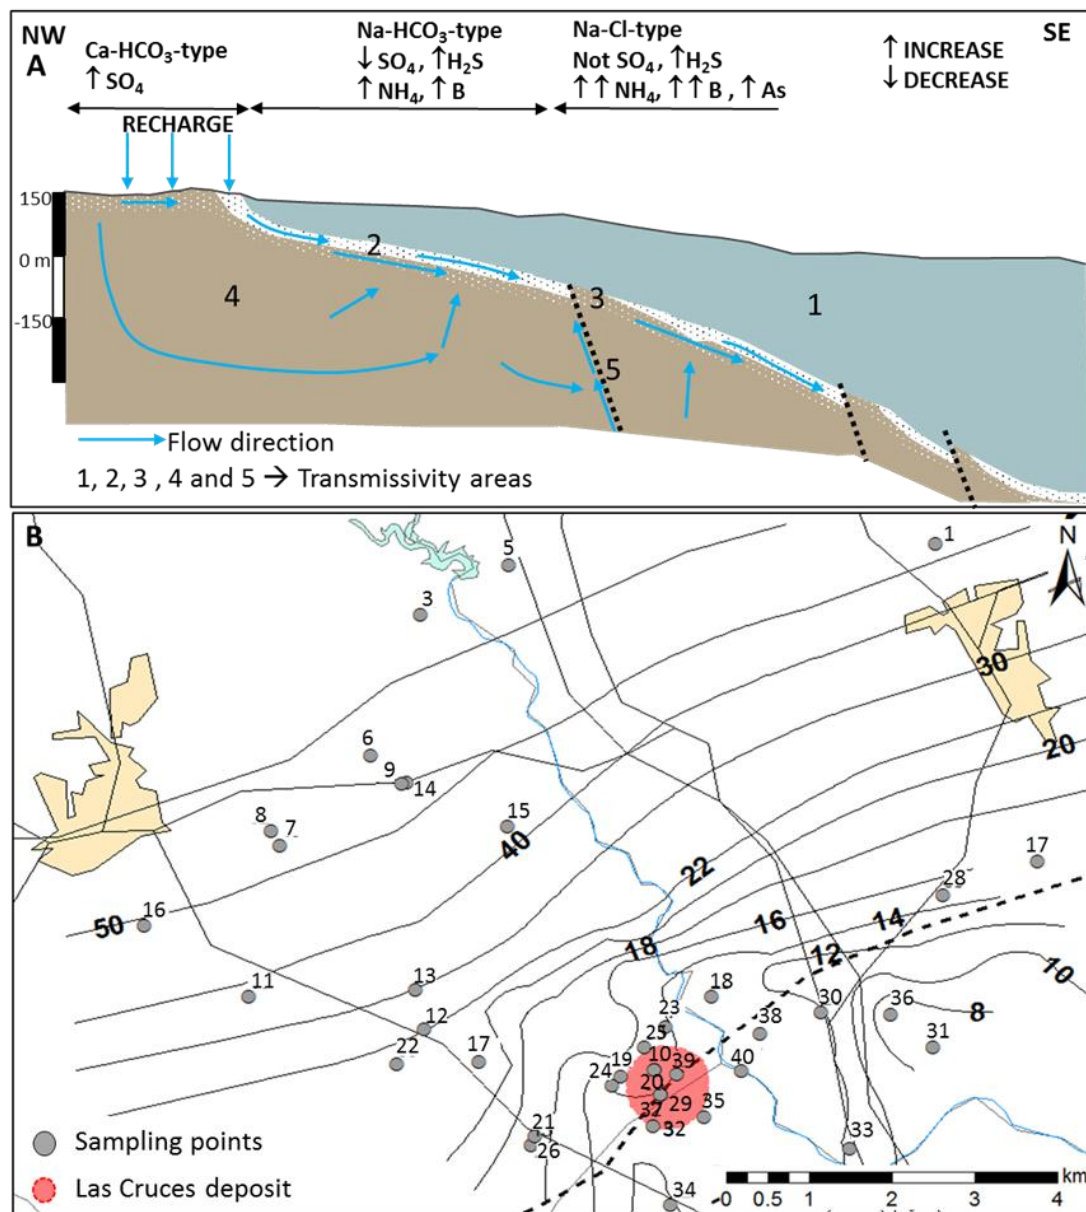 NW
A
Ca-HCO₃-type
↑ SO₄
Na-HCO₃-type
↓ SO₄, ↑H₂S
↑ NH₄, ↑ B
Na-Cl-type
Not SO₄, ↑H₂S
↑↑NH₄, ↑↑B , ↑ As
SE
↑ INCREASE
↓ DECREASE
RECHARGE
150
0 m
-150
1
2
3
4
5
Flow direction
1, 2, 3 , 4 and 5 → Transmissivity areas
B
N
1
5
3
30
20
6
9
14
8
7
15
40
22
17
28
50
16
16
14
18
12
10
11
13
12
18
23
30
36
8
31
38
25
22
17
19
10
39
40
24
20
29
35
37
32
21
26
33
34
Sampling points
Las Cruces deposit
km
0 0.5 1 2 3 4